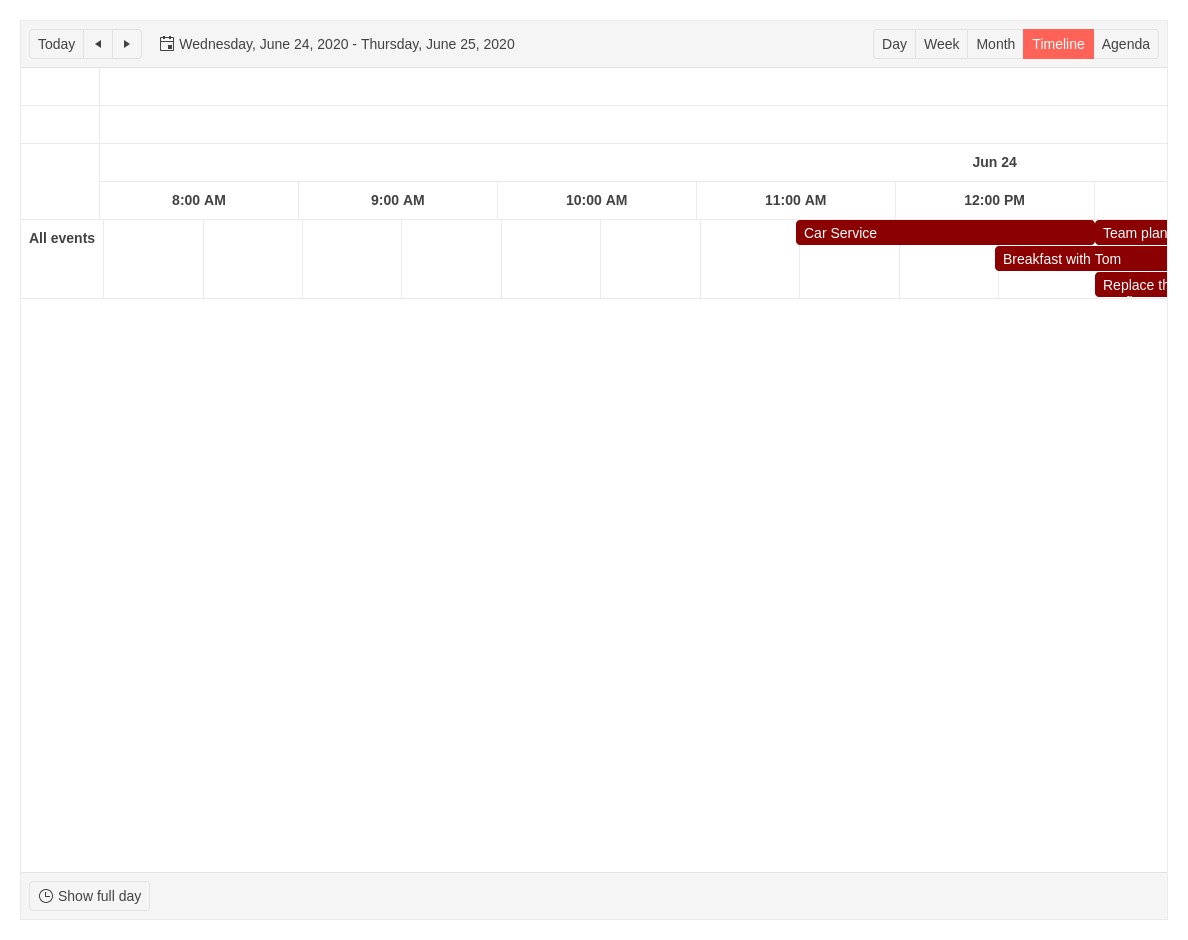 Today
Wednesday, June 24, 2020 - Thursday, June 25, 2020
Day Week Month Timeline Agenda
Jun 24
8:00 AM 9:00 AM 10:00 AM 11:00 AM 12:00 PM
All events
Car Service Team plan
Breakfast with Tom
Replace th
Show full day